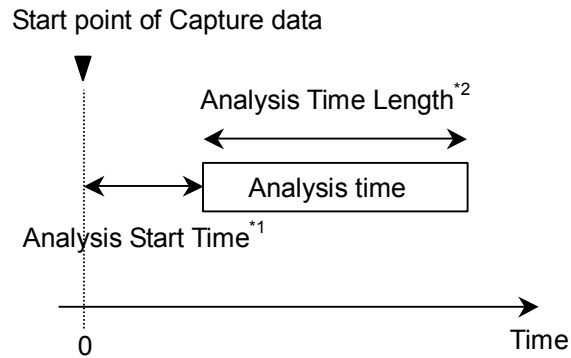 Start point of Capture data
Analysis Time Length*2
Analysis time
Analysis Start Time*1
0
Time